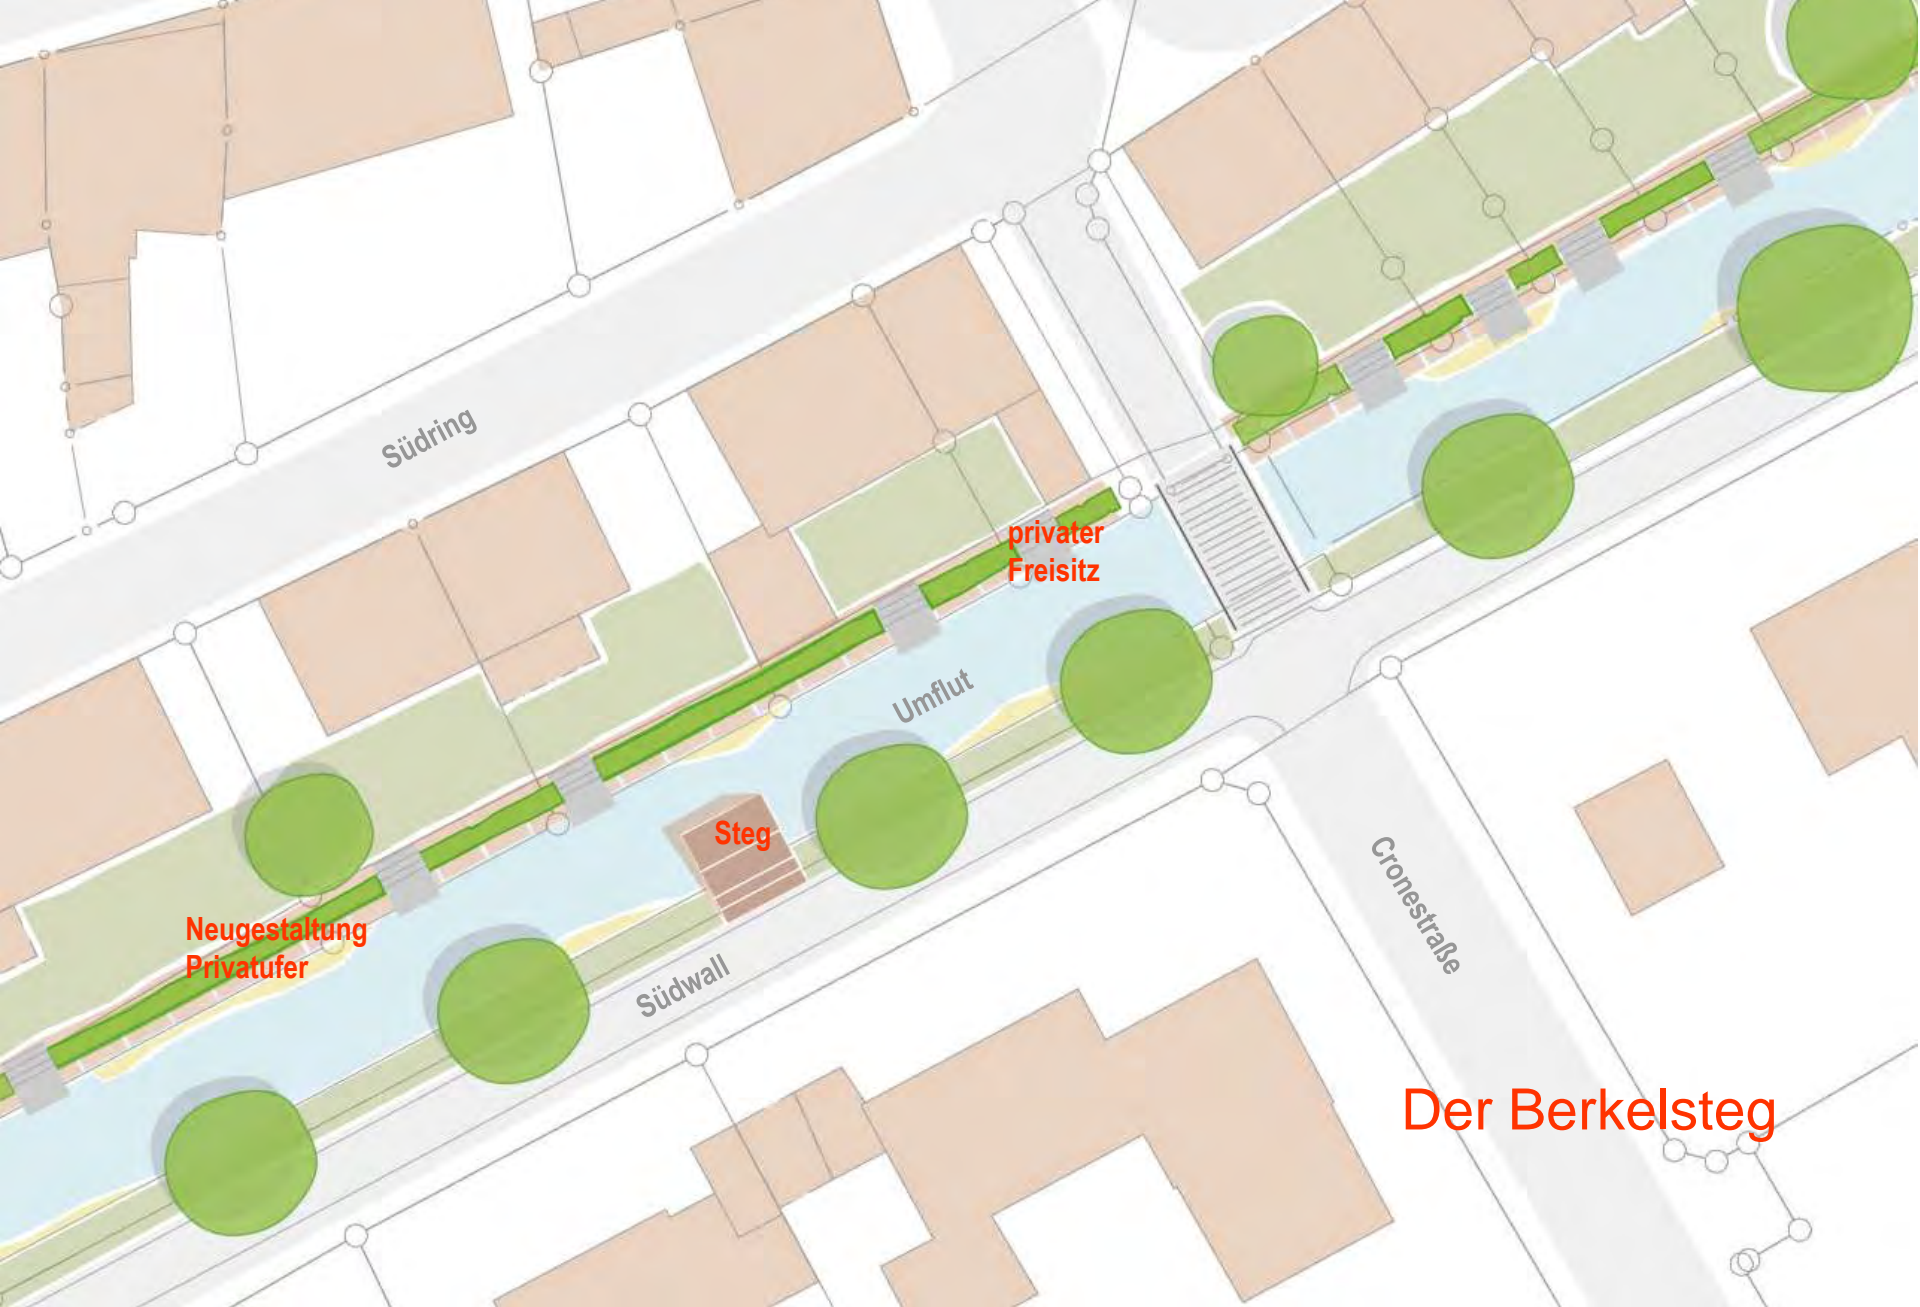 Südring
privater
Freisitz
Umflut
Steg
Neugestaltung
Privatufer
Südwall
Cronestraße
Der Berkelsteg